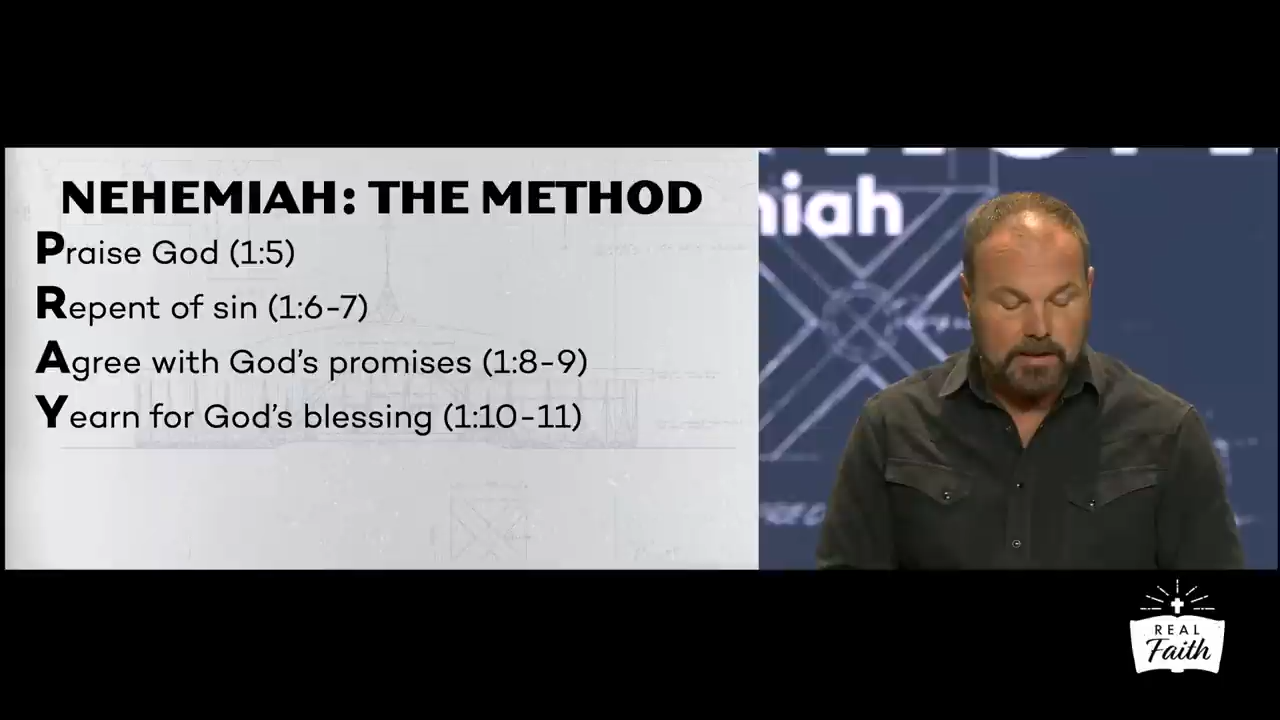 NEHEMIAH: THE METHOD
Praise God (1:5)
Repent of sin (1:6-7)
Agree with God's promises (1:8-9)
Yearn for God's blessing (1:10-11)
REAL
Faith